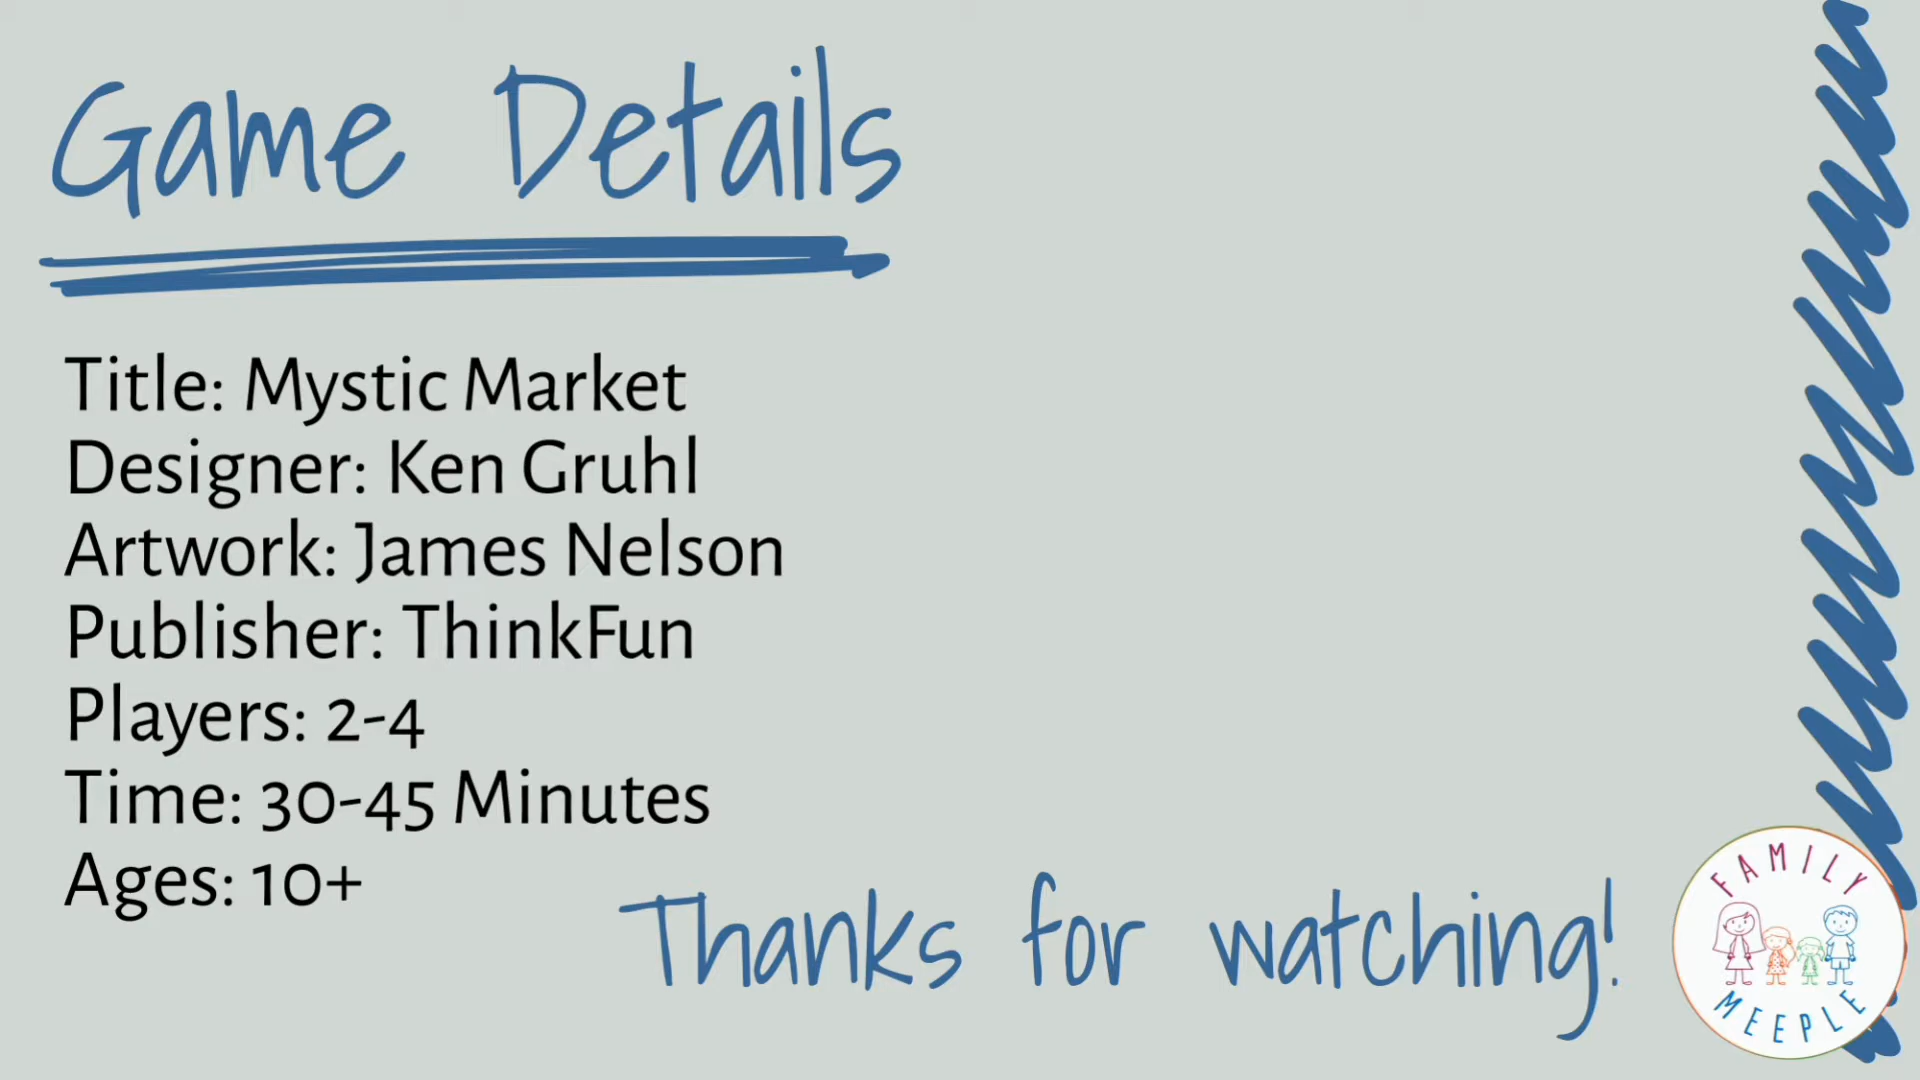 Game Details
Title: Mystic Market
Designer: Ken Gruhl
Artwork: James Nelson
Publisher: ThinkFun
Players: 2-4
Time: 30-45 Minutes
Ages: 10+
Thanks for watching!
FAMILY
MEEPLE